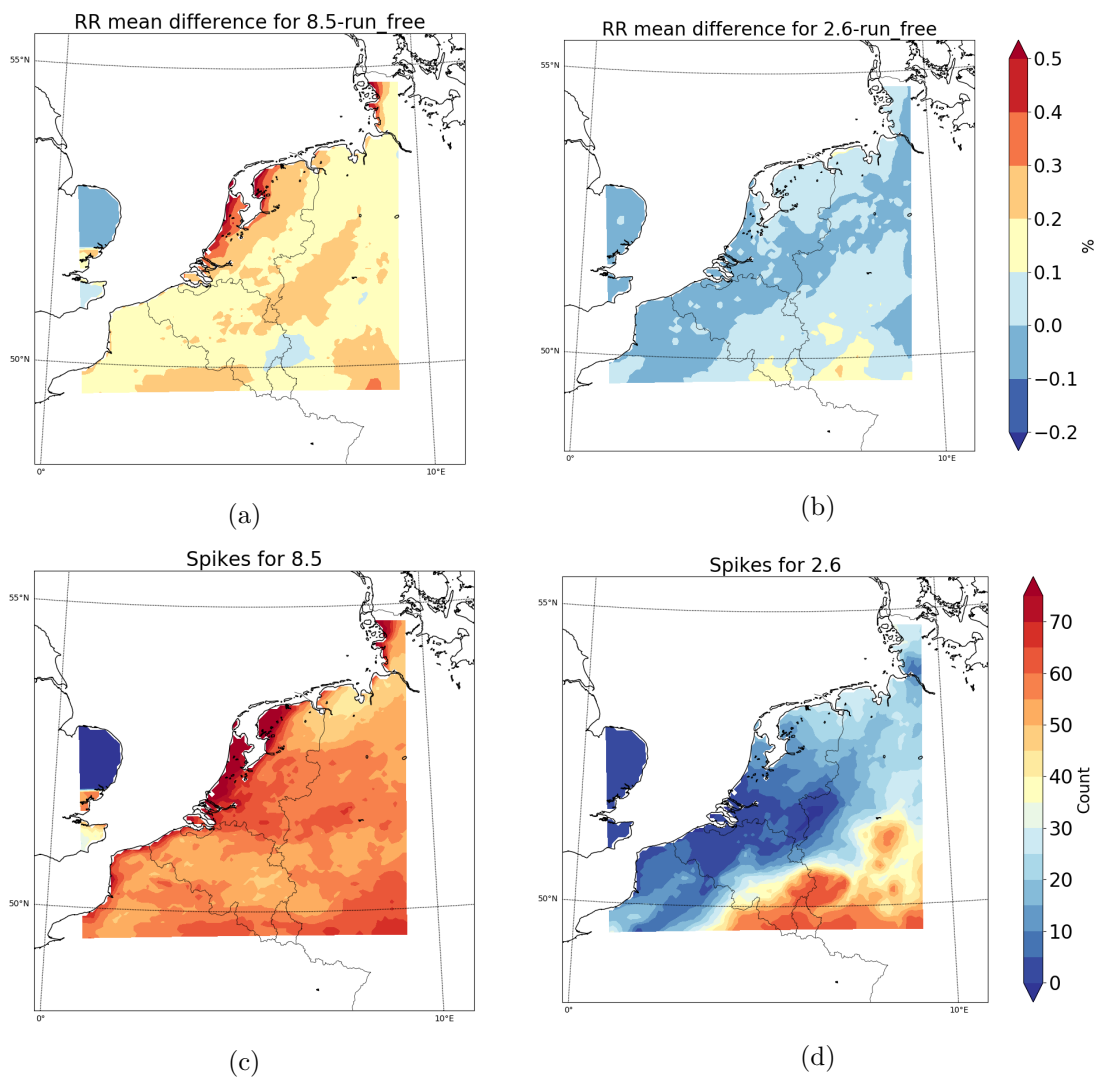 RR mean difference for 8.5-run_free
RR mean difference for 2.6-run_free
55°N
50°N
0°
10°E
55°N
50°N
0°
10°E
0.5
0.4
0.3
0.2
0.1
0.0
−0.1
−0.2
%
(a)
(b)
Spikes for 8.5
Spikes for 2.6
55°N
50°N
0°
10°E
55°N
50°N
0°
10°E
70
60
50
40
30
20
10
0
Count
(c)
(d)